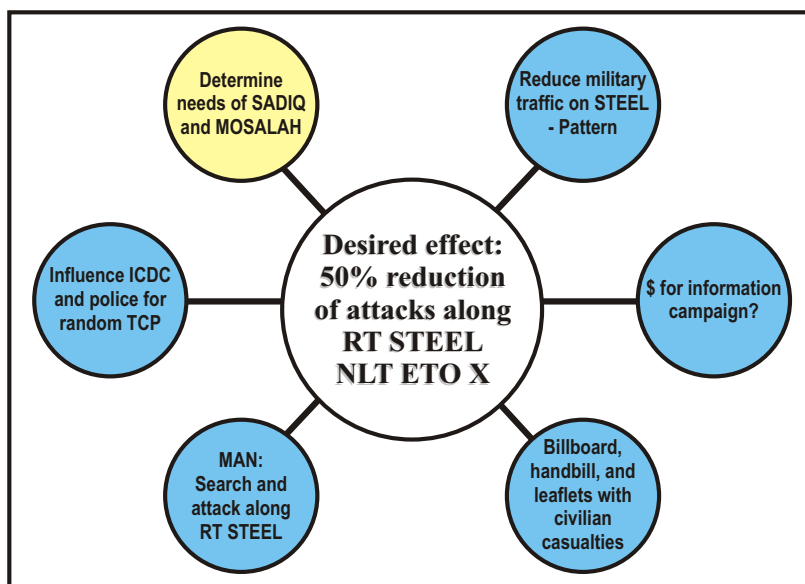 Determine
needs of SADIQ
and MOSALAH
Reduce military
traffic on STEEL
- Pattern
Influence ICDC
and police for
random TCP
Desired effect:
50% reduction
of attacks along
RT STEEL
NLT ETO X
$ for information
campaign?
MAN:
Search and
attack along
RT STEEL
Billboard,
handbill, and
leaflets with
civilian
casualties